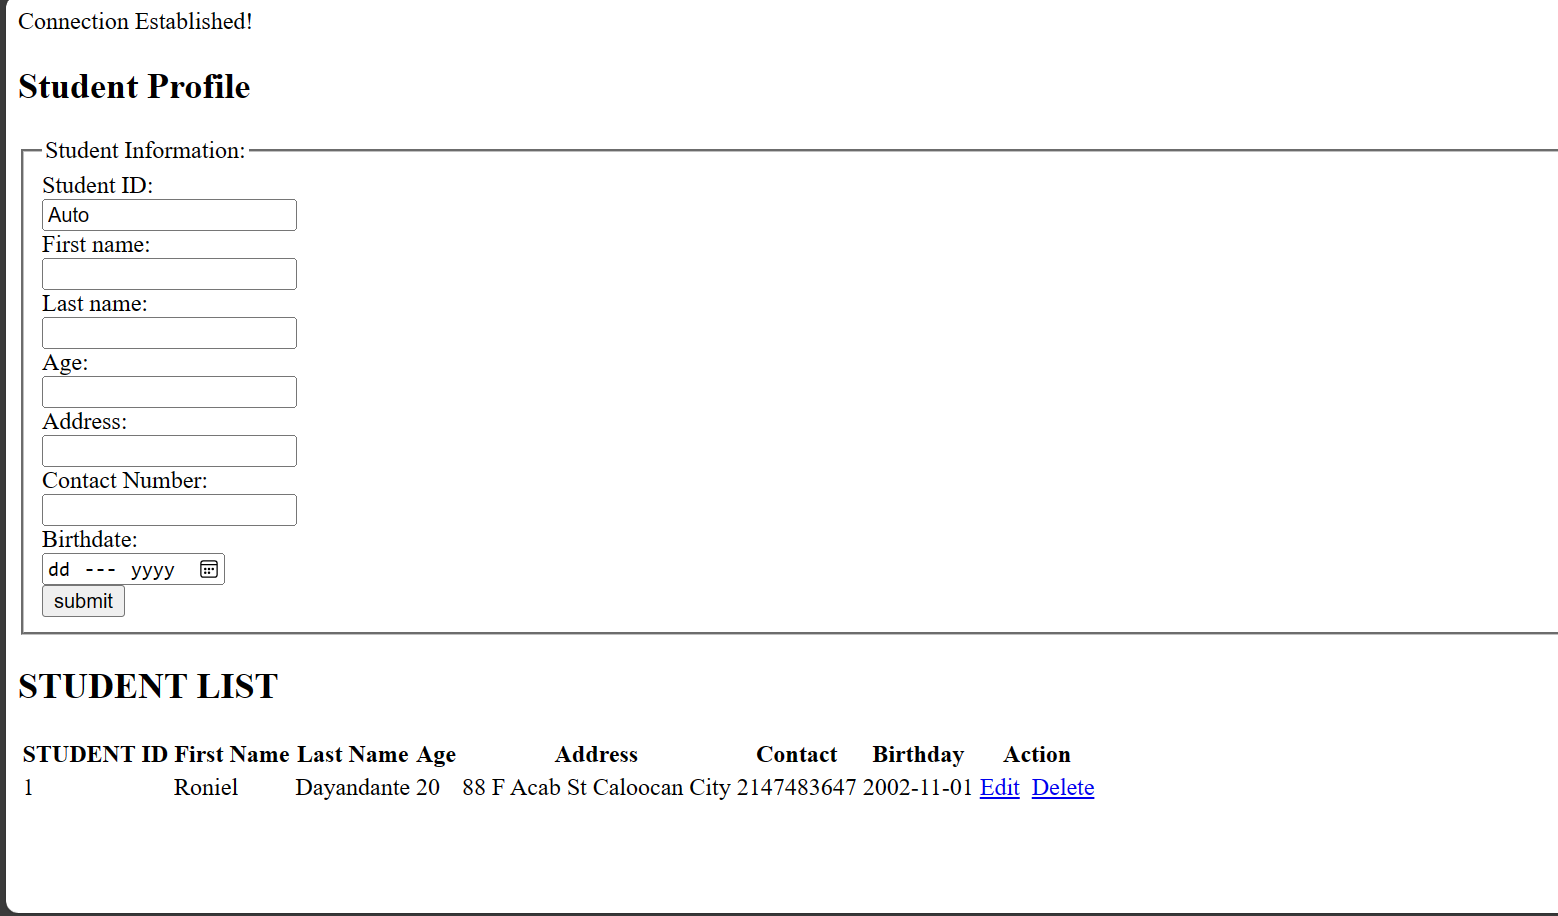 Connection Established!
Student Profile
Student Information:
Student ID:
Auto
First name:
Last name:
Age:
Address:
Contact Number:
Birthdate:
dd --- yyyy
submit
STUDENT LIST
STUDENT ID First Name Last Name Age Address Contact Birthday Action
1 Roniel Dayandante 20 88 F Acab St Caloocan City 2147483647 2002-11-01 Edit Delete